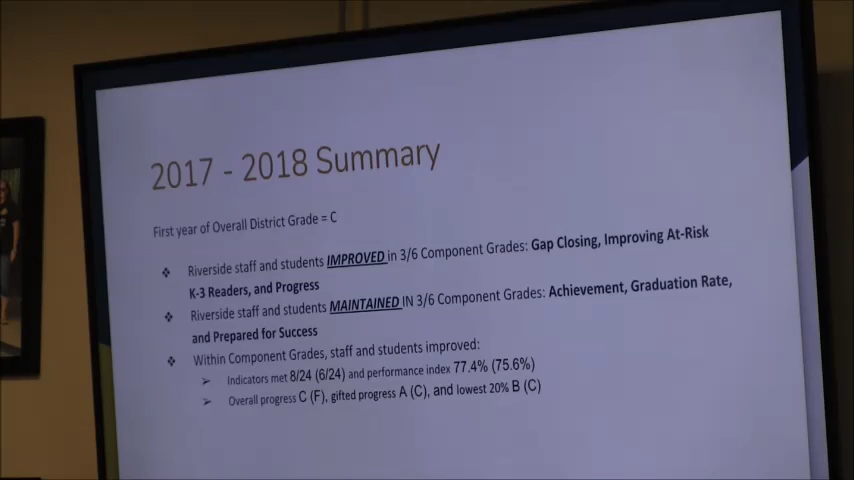 2017 - 2018 Summary
First year of Overall District Grade = C
❖ Riverside staff and students IMPROVED in 3/6 Component Grades: Gap Closing, Improving At-Risk
K-3 Readers, and Progress
❖ Riverside staff and students MAINTAINED IN 3/6 Component Grades: Achievement, Graduation Rate,
and Prepared for Success
❖ Within Component Grades, staff and students improved:
➢ Indicators met 8/24 (6/24) and performance index 77.4% (75.6%)
➢ Overall progress C (F), gifted progress A (C), and lowest 20% B (C)